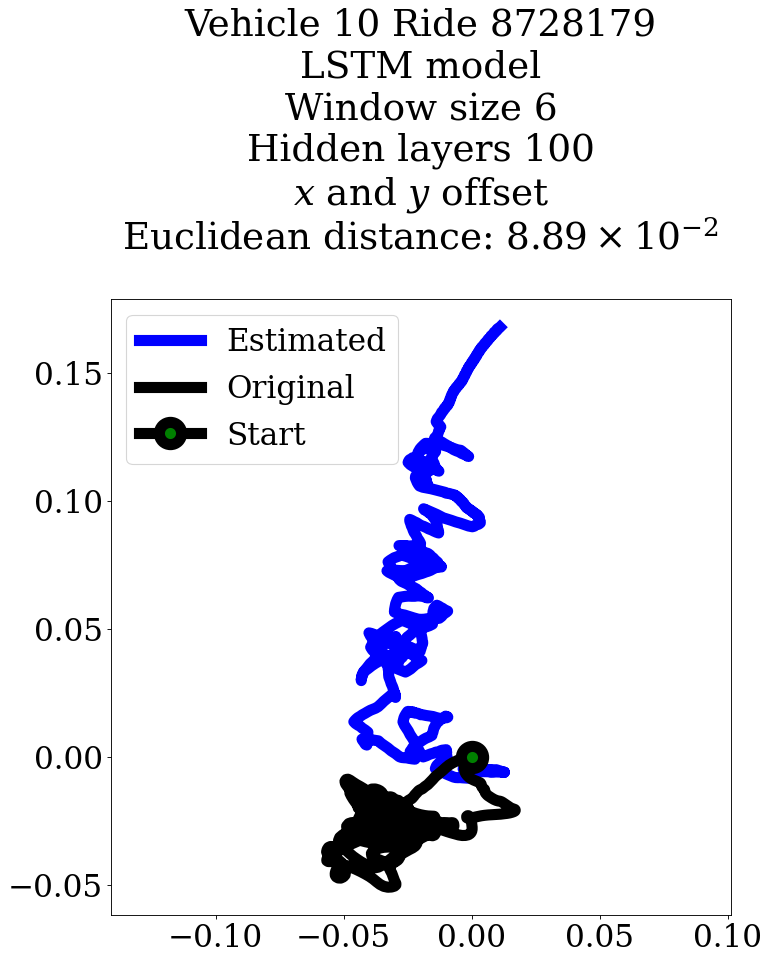 Vehicle 10 Ride 8728179
LSTM model
Window size 6
Hidden layers 100
x and y offset
Euclidean distance: 8.89 × 10⁻²
Estimated
Original
Start
0.15
0.10
0.05
0.00
−0.05
−0.10 −0.05 0.00 0.05 0.10